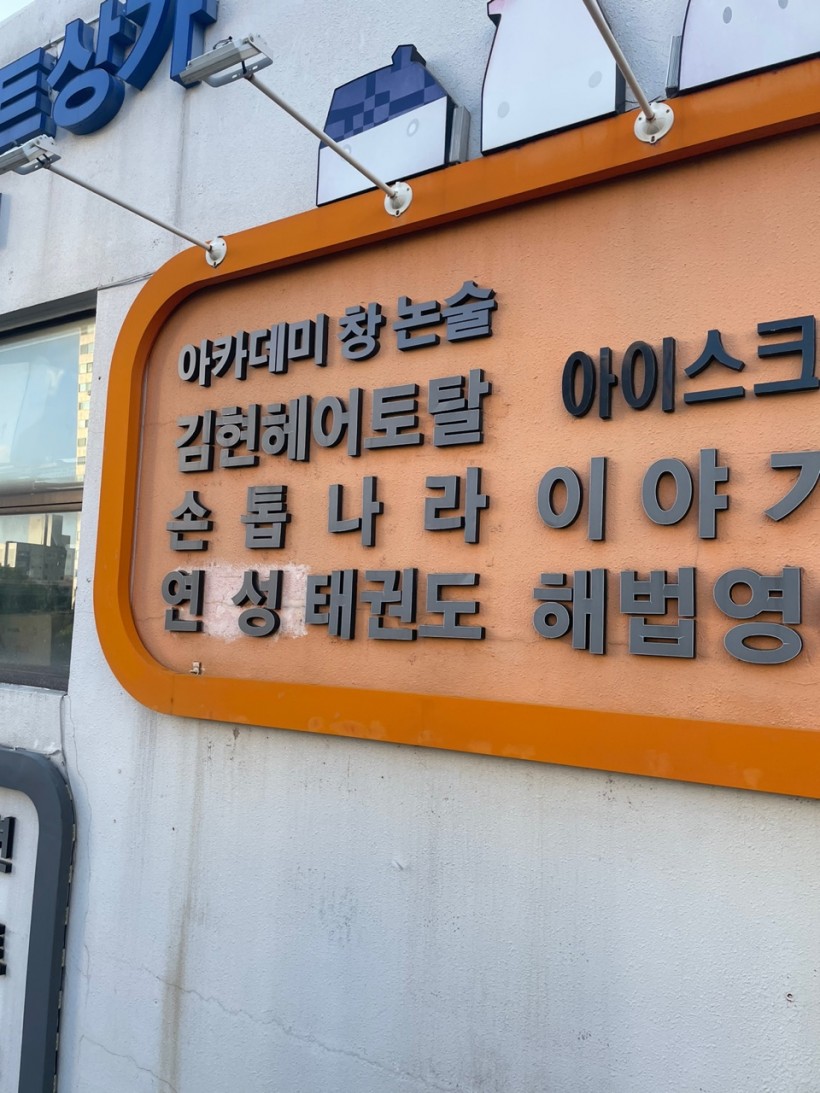 트상가
아카데미 창 논술
김현헤어토탈 아이스크
손톱나라 이야기
연성태권도 해법영